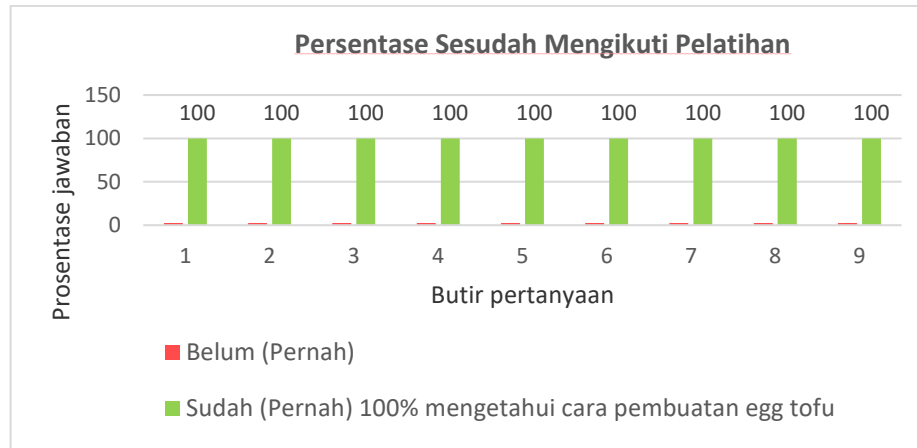 Persentase Sesudah Mengikuti Pelatihan
Prosentase jawaban
150
100
50
0
100 100 100 100 100 100 100 100 100
1 2 3 4 5 6 7 8 9
Butir pertanyaan
Belum (Pernah)
Sudah (Pernah) 100% mengetahui cara pembuatan egg tofu